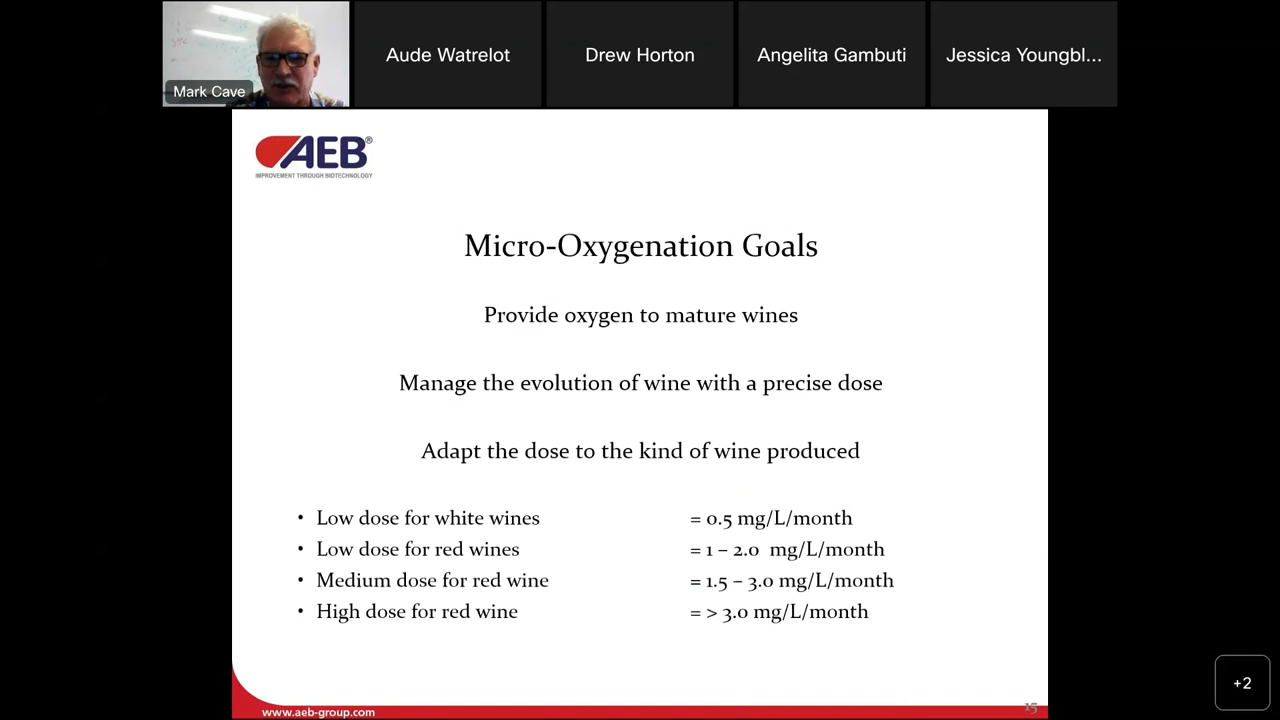 Mark Cave
Aude Watrelot
Drew Horton
Angelita Gambuti
Jessica Youngbl...
AEB®
IMPROVEMENT THROUGH BIOTECHNOLOGY
Micro-Oxygenation Goals
Provide oxygen to mature wines
Manage the evolution of wine with a precise dose
Adapt the dose to the kind of wine produced
• Low dose for white wines = 0.5 mg/L/month
• Low dose for red wines = 1 – 2.0 mg/L/month
• Medium dose for red wine = 1.5 – 3.0 mg/L/month
• High dose for red wine = > 3.0 mg/L/month
www.aeb-group.com
15
+2